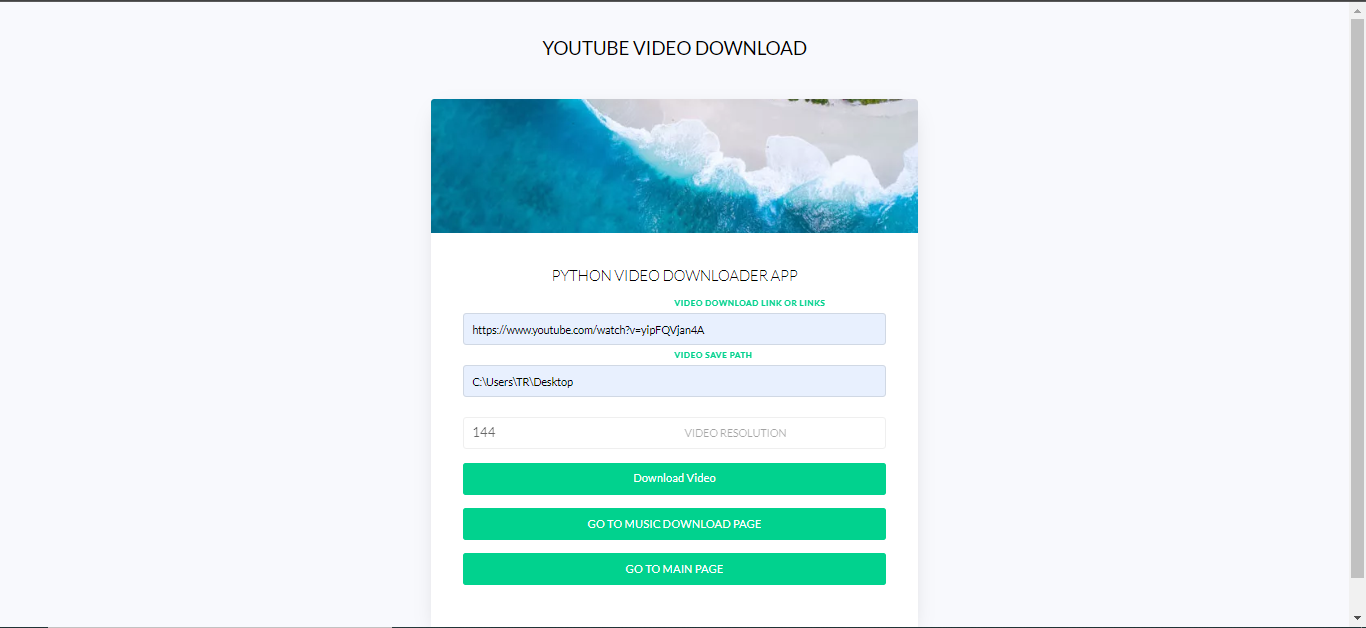 YOUTUBE VIDEO DOWNLOAD
PYTHON VIDEO DOWNLOADER APP
VIDEO DOWNLOAD LINK OR LINKS
https://www.youtube.com/watch?v=yipFQVjan4A
VIDEO SAVE PATH
C:\Users\TR\Desktop
144 VIDEO RESOLUTION
Download Video
GO TO MUSIC DOWNLOAD PAGE
GO TO MAIN PAGE